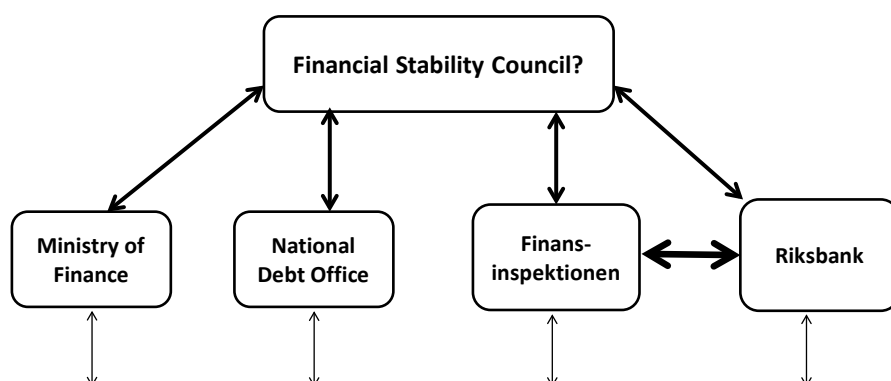 Financial Stability Council?
Ministry of
Finance
National
Debt Office
Finans-
inspektionen
Riksbank